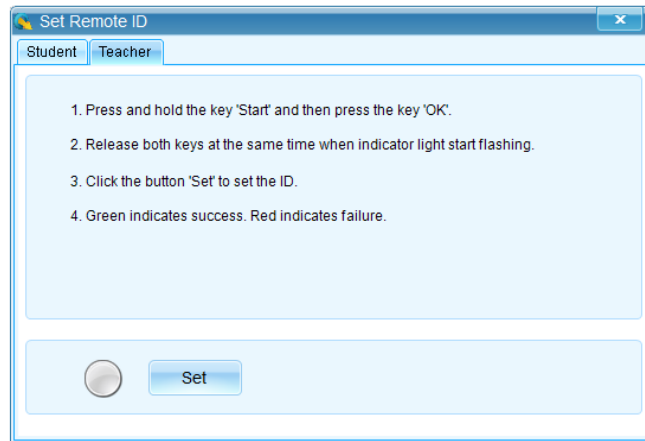 Set Remote ID
Student Teacher
1. Press and hold the key 'Start' and then press the key 'OK'.
2. Release both keys at the same time when indicator light start flashing.
3. Click the button 'Set' to set the ID.
4. Green indicates success. Red indicates failure.
Set